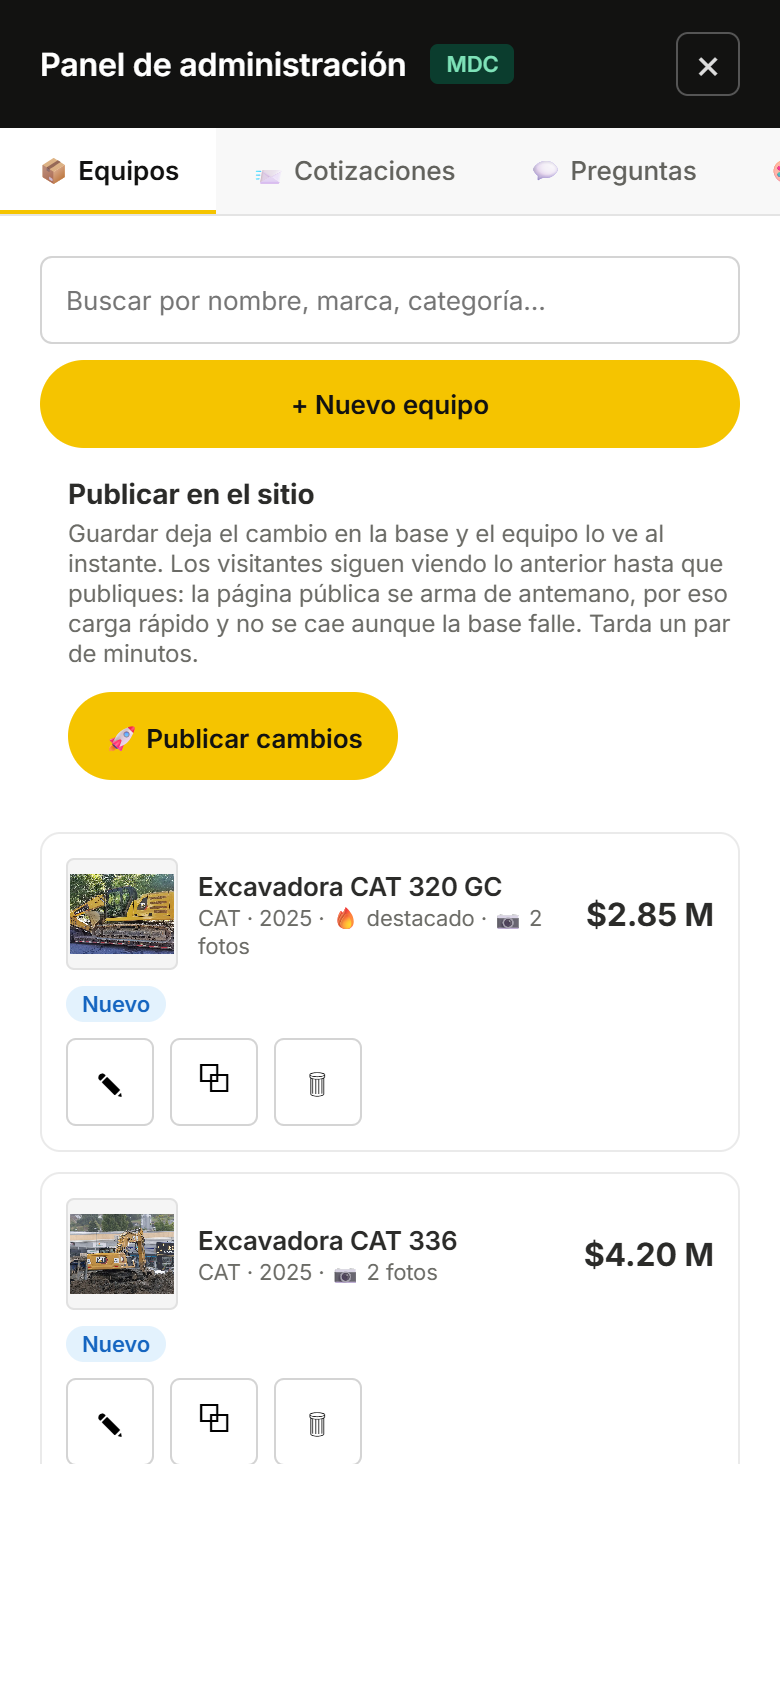 Panel de administración MDC ×
📦 Equipos 📨 Cotizaciones 💬 Preguntas
Buscar por nombre, marca, categoría...
+ Nuevo equipo
Publicar en el sitio
Guardar deja el cambio en la base y el equipo lo ve al
instante. Los visitantes siguen viendo lo anterior hasta que
publiques: la página pública se arma de antemano, por eso
carga rápido y no se cae aunque la base falle. Tarda un par
de minutos.
🚀 Publicar cambios
Excavadora CAT 320 GC
CAT · 2025 · 🔥 destacado · 📷 2
fotos
$2.85 M
Nuevo
Excavadora CAT 336
CAT · 2025 · 📷 2 fotos
$4.20 M
Nuevo